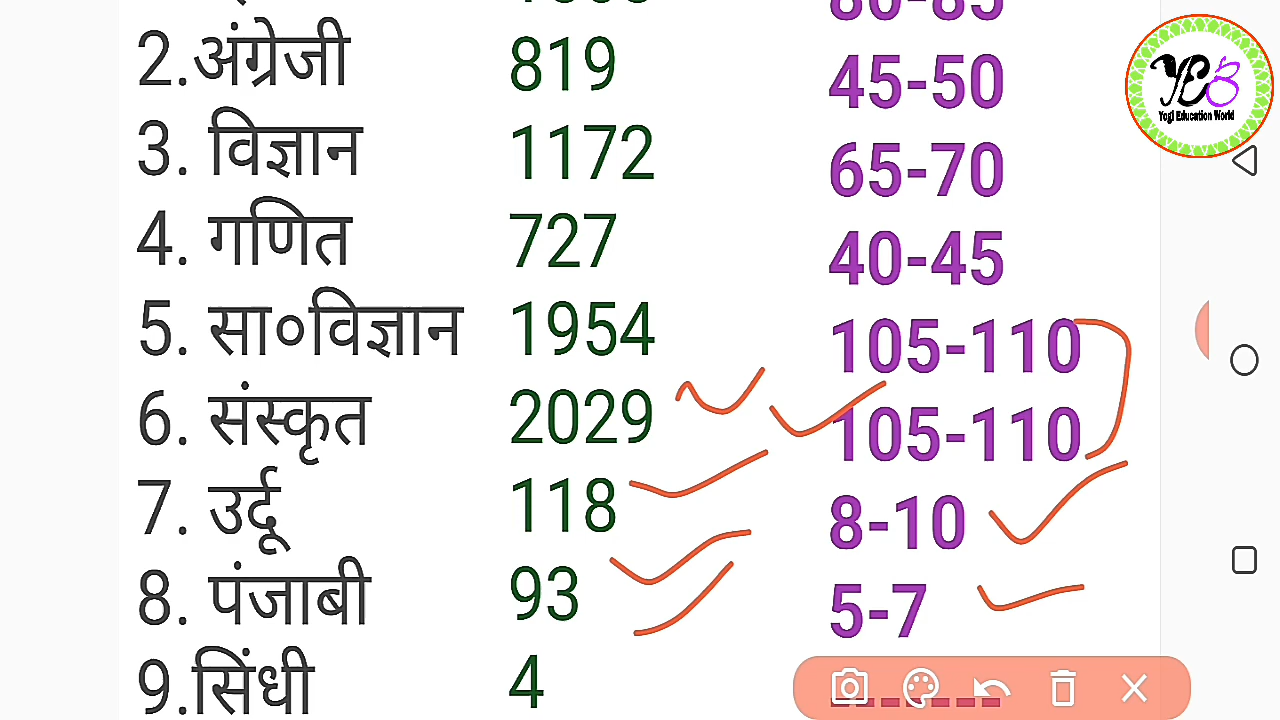 2.अंग्रेजी 819 45-50
3. विज्ञान 1172 65-70
4. गणित 727 40-45
5. सा०विज्ञान 1954 105-110
6. संस्कृत 2029 105-110
7. उर्दू 118 8-10
8. पंजाबी 93 5-7
9.सिंधी 4 ------
YEB
Yogi Education World